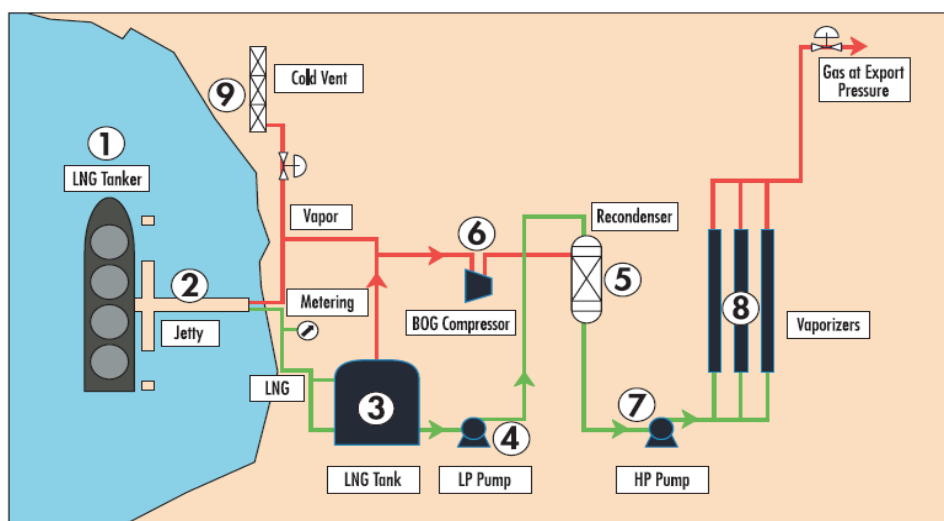 9
Cold Vent
Gas at Export
Pressure
1
LNG Tanker
Vapor
6
Recondenser
2
Metering
5
BOG Compressor
8
Vaporizers
Jetty
LNG
3
7
4
LNG Tank
LP Pump
HP Pump